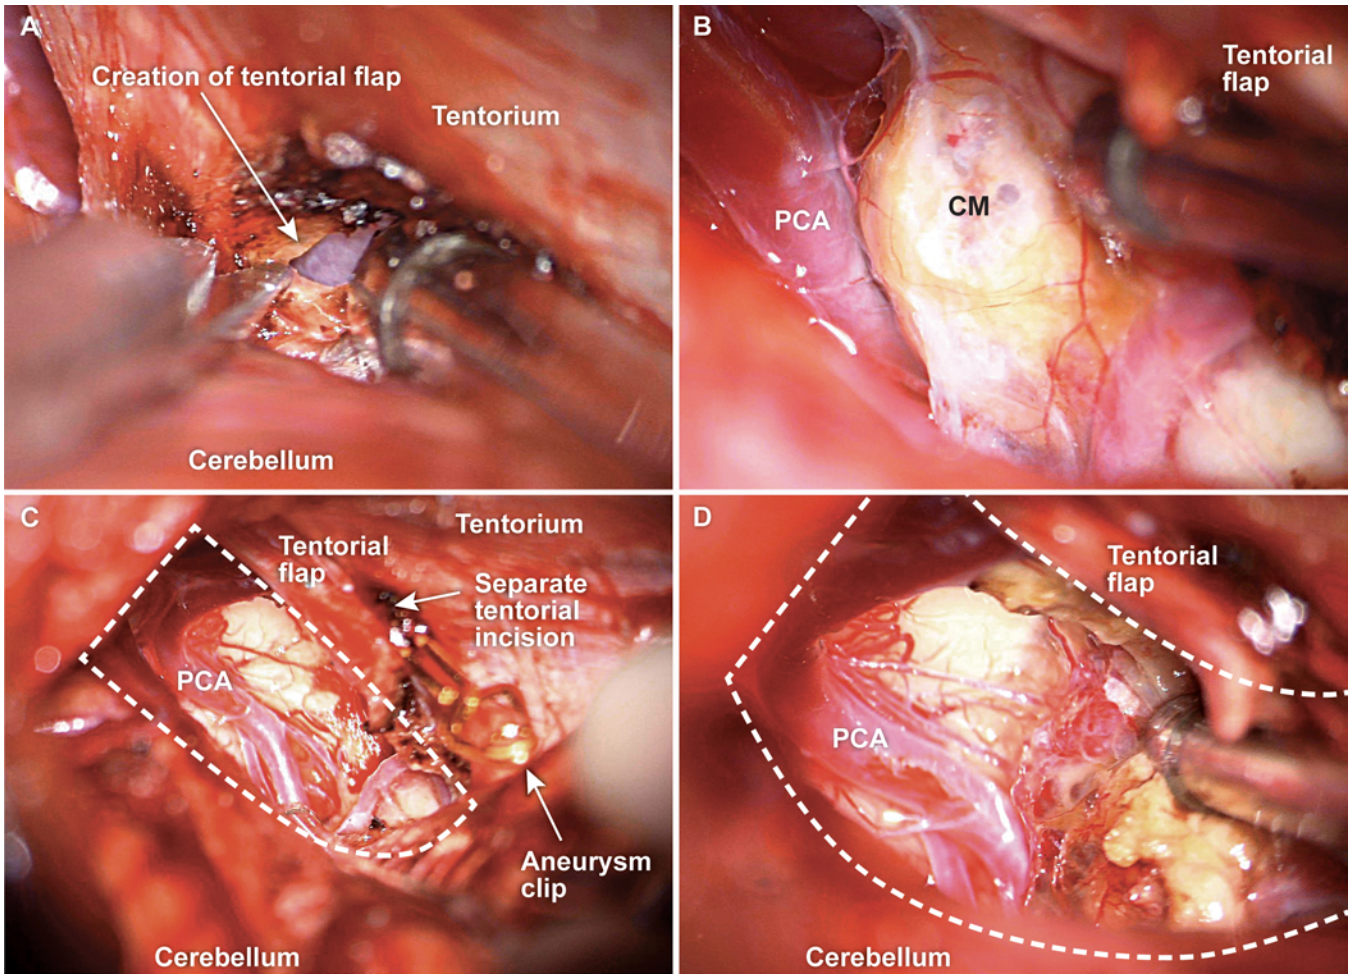 A
Creation of tentorial flap
Tentorium
Cerebellum
B
Tentorial
flap
PCA
CM
C
Tentorium
Tentorial
flap
Separate
tentorial
incision
PCA
Aneurysm
clip
Cerebellum
D
Tentorial
flap
PCA
Cerebellum